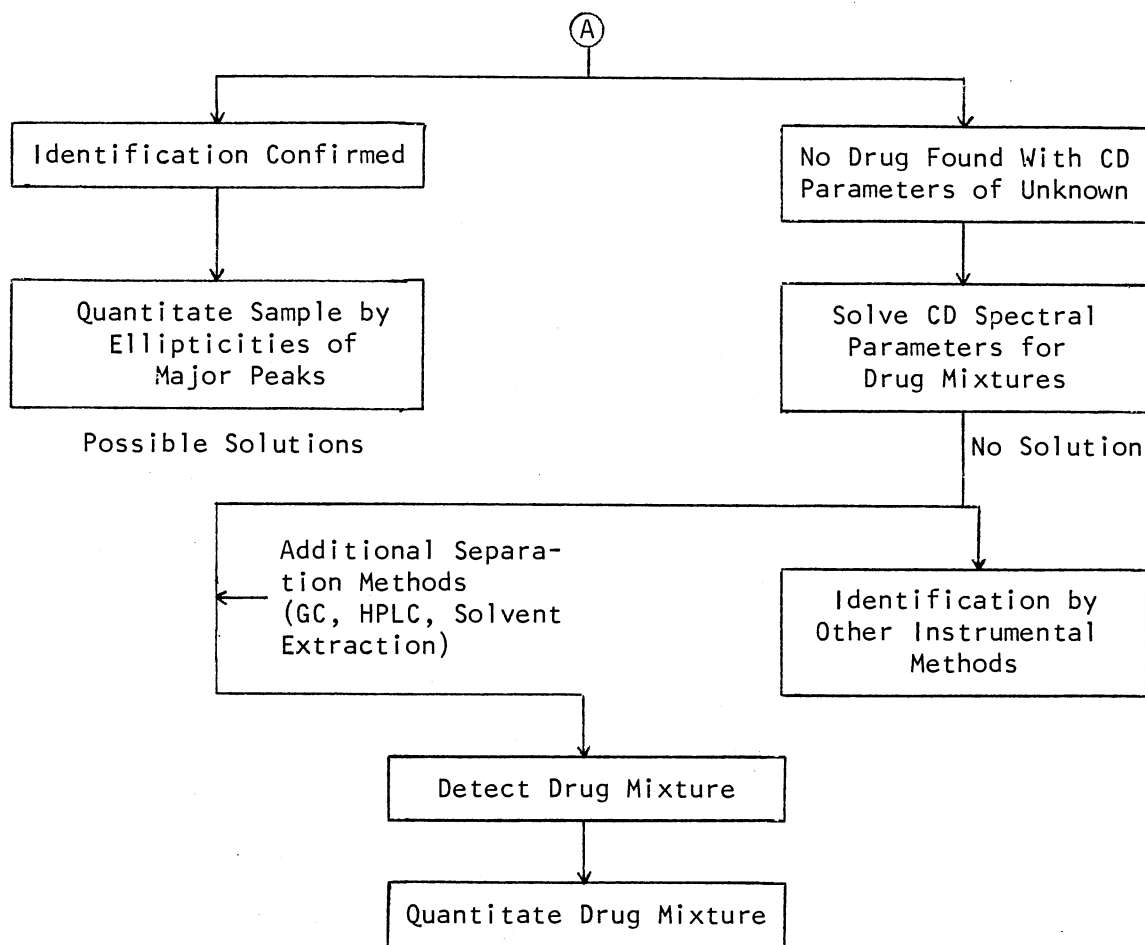 A
Identification Confirmed
No Drug Found With CD
Parameters of Unknown
Quantitate Sample by
Ellipticities of
Major Peaks
Solve CD Spectral
Parameters for
Drug Mixtures
Possible Solutions
No Solution
Additional Separa-
tion Methods
(GC, HPLC, Solvent
Extraction)
Identification by
Other Instrumental
Methods
Detect Drug Mixture
Quantitate Drug Mixture